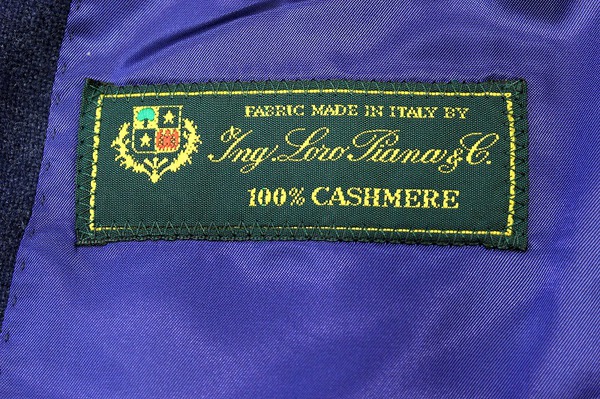 FABRIC MADE IN ITALY BY
Ing. Loro Piana & C.
100% CASHMERE